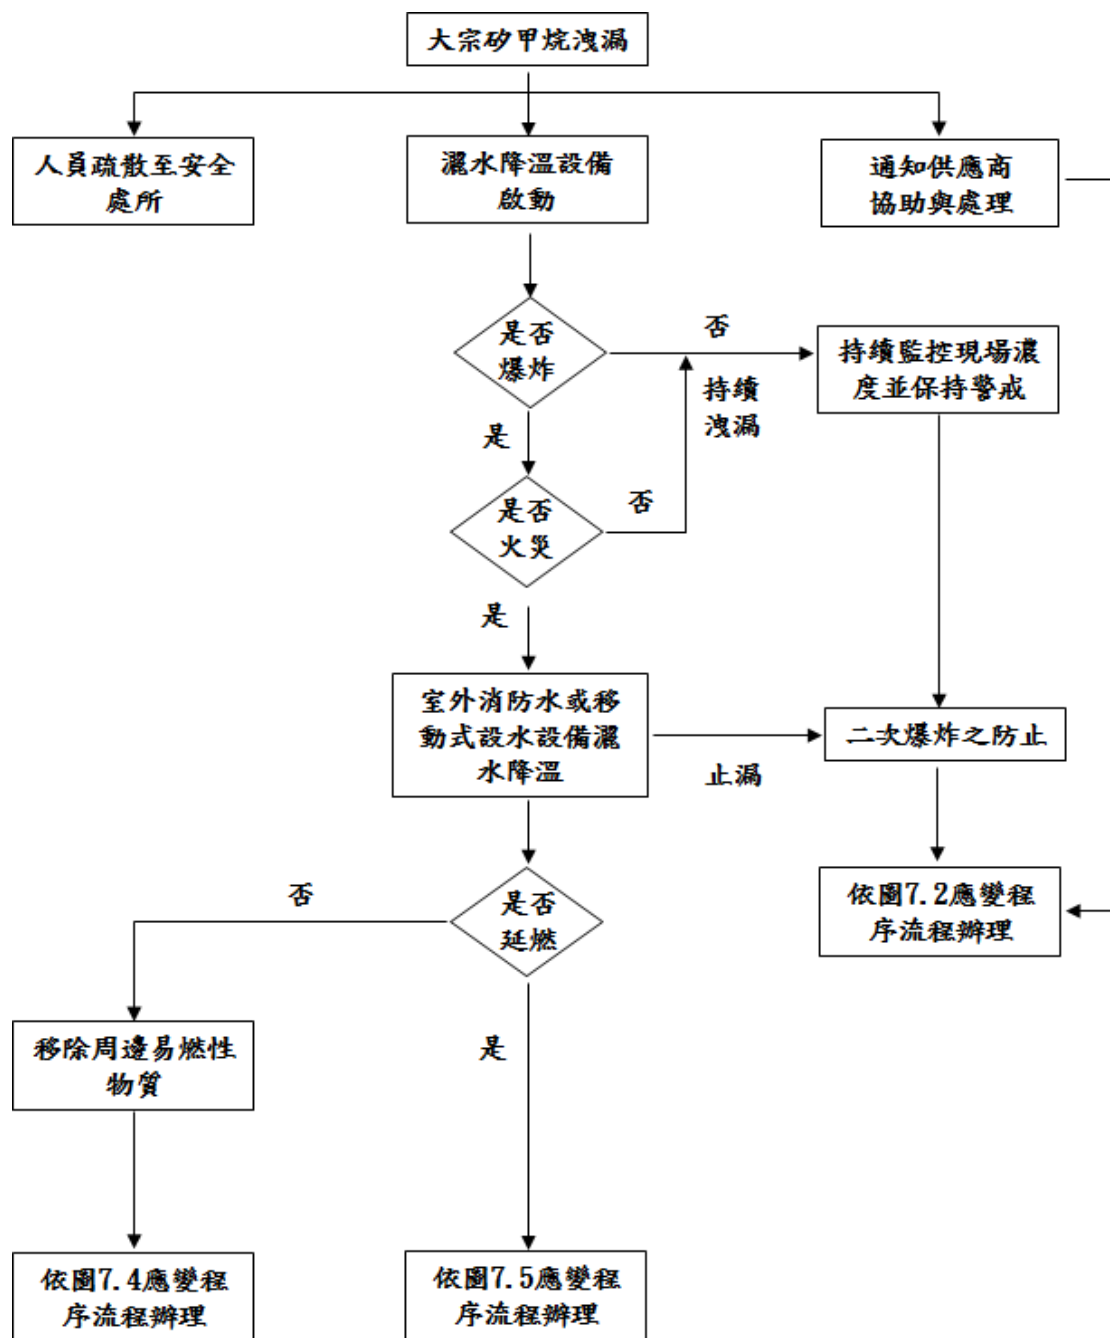 大宗矽甲烷洩漏
人員疏散至安全
處所
灑水降溫設備
啟動
通知供應商
協助與處理
是否
爆炸
否
持續監控現場濃
度並保持警戒
持續
洩漏
是
是否
火災
否
是
室外消防水或移
動式設水設備灑
水降溫
止漏
二次爆炸之防止
是否
延燃
否
依圖7.2應變程
序流程辦理
移除周邊易燃性
物質
是
依圖7.4應變程
序流程辦理
依圖7.5應變程
序流程辦理